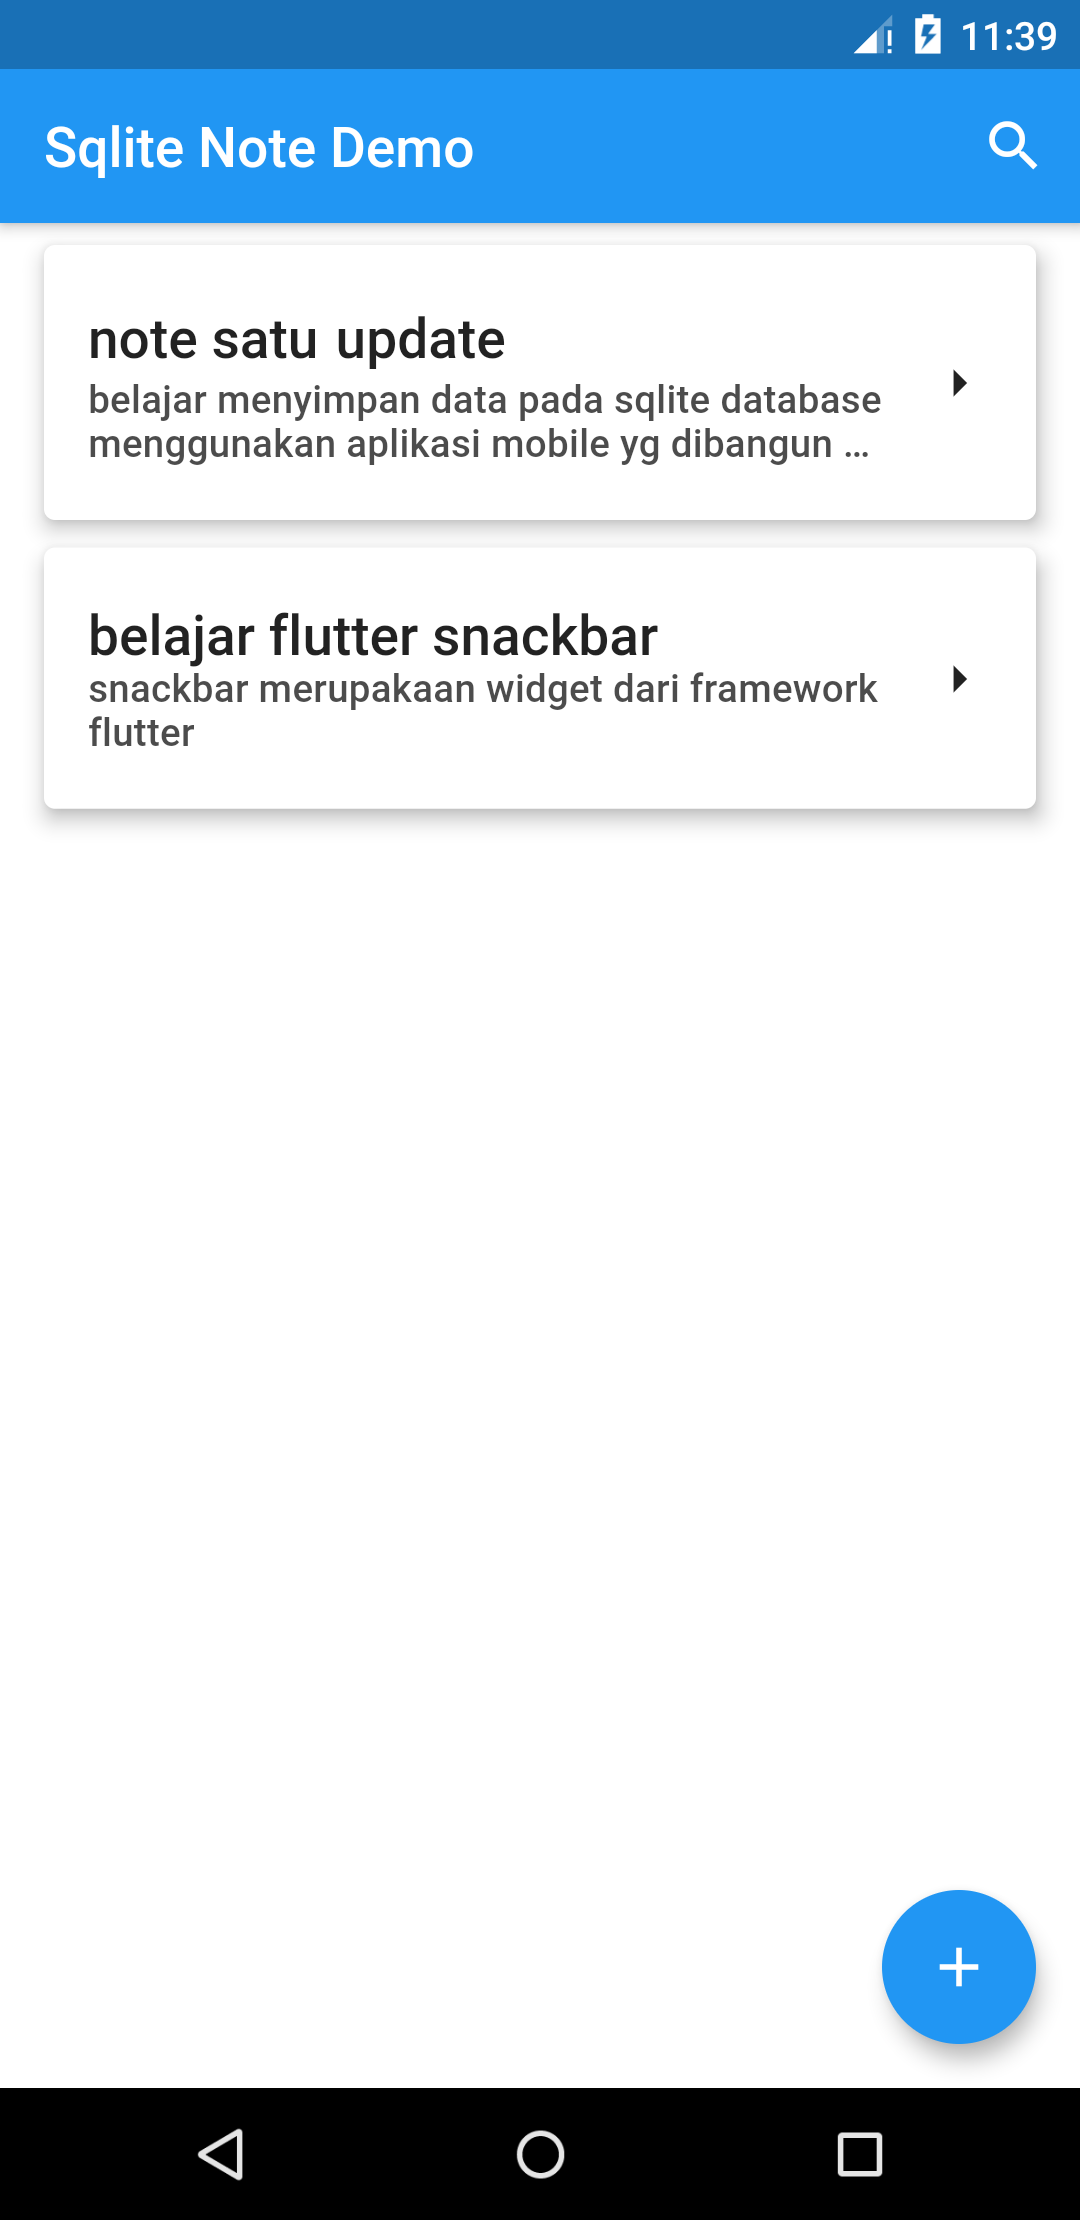 11:39
Sqlite Note Demo
note satu update
belajar menyimpan data pada sqlite database
menggunakan aplikasi mobile yg dibangun ...
belajar flutter snackbar
snackbar merupakaan widget dari framework
flutter